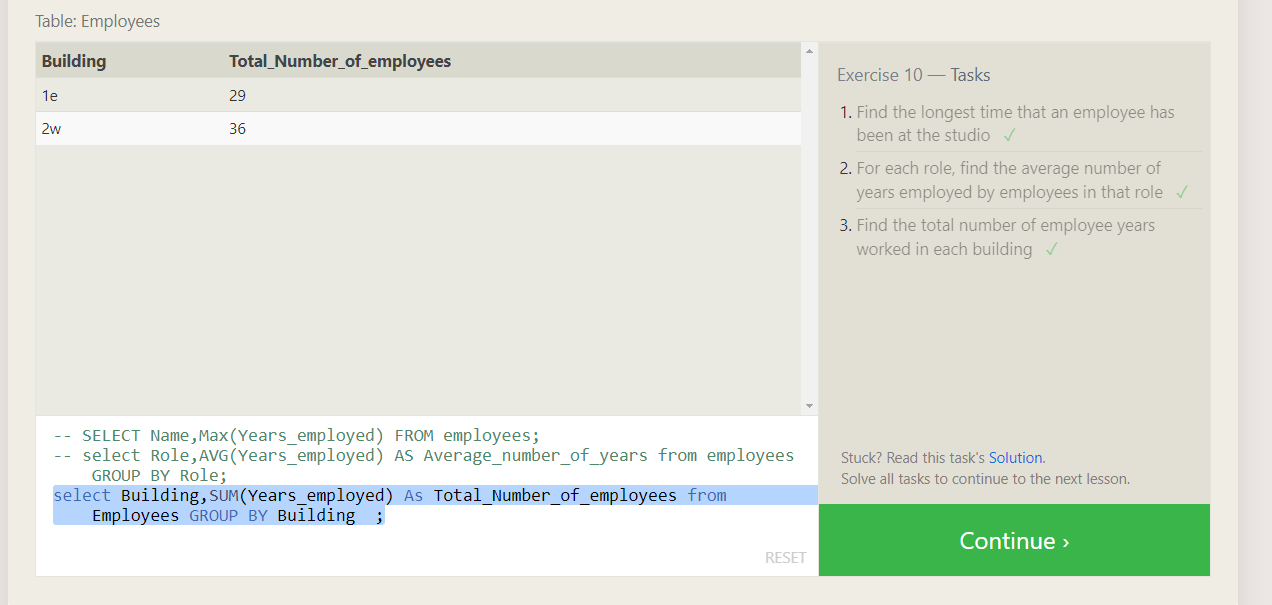 Table: Employees
Building Total_Number_of_employees
1e 29
2w 36
Exercise 10 — Tasks
1. Find the longest time that an employee has
been at the studio ✓
2. For each role, find the average number of
years employed by employees in that role ✓
3. Find the total number of employee years
worked in each building ✓
-- SELECT Name,Max(Years_employed) FROM employees;
-- select Role,AVG(Years_employed) AS Average_number_of_years from employees
GROUP BY Role;
select Building,SUM(Years_employed) As Total_Number_of_employees from
Employees GROUP BY Building  ;
RESET
Stuck? Read this task's Solution.
Solve all tasks to continue to the next lesson.
Continue ›